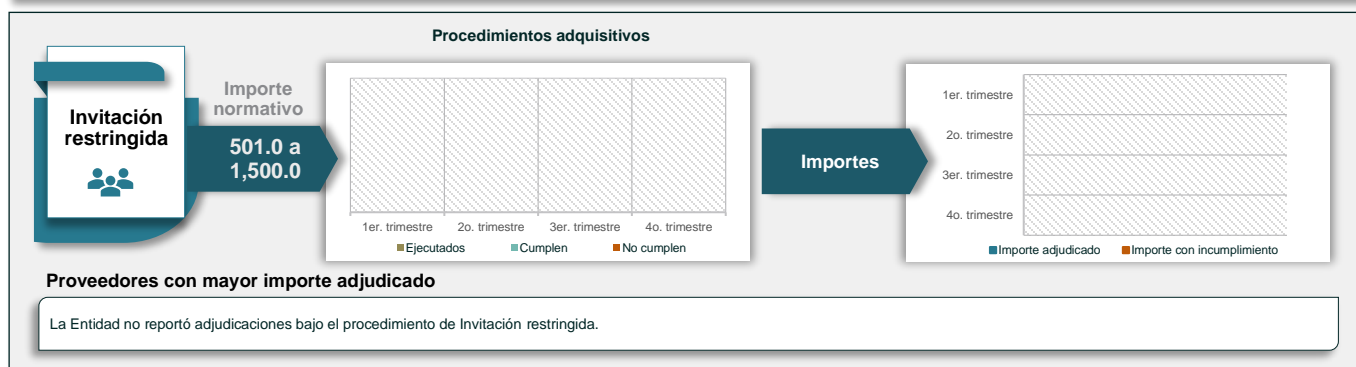 Procedimientos adquisitivos
Invitación
restringida
Importe
normativo
501.0 a
1,500.0
1er. trimestre
2o. trimestre
3er. trimestre
4o. trimestre
Ejecutados
Cumplen
No cumplen
Importes
1er. trimestre
2o. trimestre
3er. trimestre
4o. trimestre
Importe adjudicado
Importe con incumplimiento
Proveedores con mayor importe adjudicado
La Entidad no reportó adjudicaciones bajo el procedimiento de Invitación restringida.